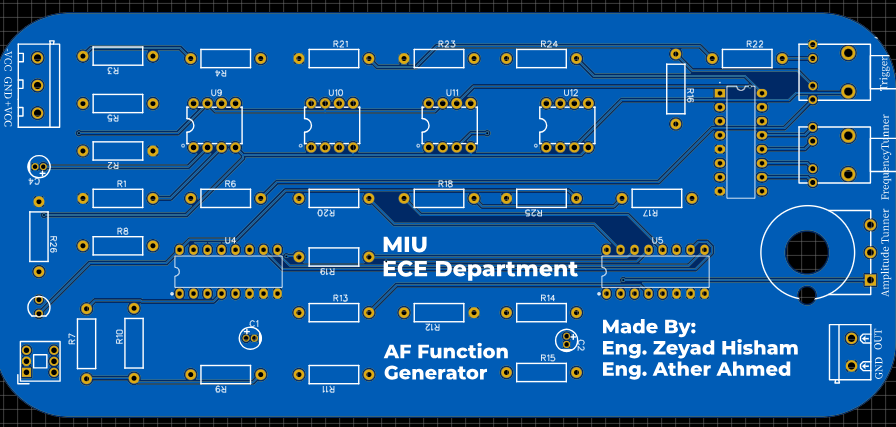 R3
R4
R21
R23
R24
R22
-VCC GND +VCC
Trigger
R5
U9
U10
U11
U12
R16
R2
C4
FrequencyTunner
R1
R6
R20
R18
R25
R17
R26
R8
U4
R19
MIU
ECE Department
U5
Amplitude Tunner
R7
R10
C1
R13
R12
R14
C2
Made By:
Eng. Zeyad Hisham
Eng. Ather Ahmed
AF Function
Generator
R9
R11
R15
GND OUT